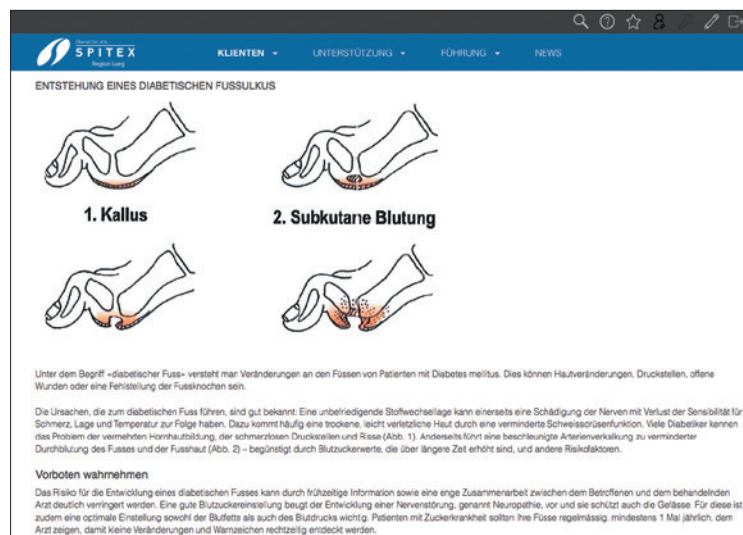 Überall für alle
SPITEX
Region Lueg
KLIENTEN
UNTERSTÜTZUNG
FÜHRUNG
NEWS
ENTSTEHUNG EINES DIABETISCHEN FUSSULKUS
1. Kallus
2. Subkutane Blutung
Unter dem Begriff «diabetischer Fuss» versteht man Veränderungen an den Füssen von Patienten mit Diabetes mellitus. Dies können Hautveränderungen, Druckstellen, offene
Wunden oder eine Fehlstellung der Fussknochen sein.
Die Ursachen, die zum diabetischen Fuss führen, sind gut bekannt: Eine unbefriedigende Stoffwechsellage kann einerseits eine Schädigung der Nerven mit Verlust der Sensibilität für
Schmerz, Lage und Temperatur zur Folge haben. Dazu kommt häufig eine trockene, leicht verletzliche Haut durch eine verminderte Schweissdrüsenfunktion. Viele Diabetiker kennen
das Problem der vermehrten Hornhautbildung, der schmerzlosen Druckstellen und Risse (Abb. 1). Anderseits führt eine beschleunigte Arterienverkalkung zu verminderter
Durchblutung des Fusses und der Fusshaut (Abb. 2) – begünstigt durch Blutzuckerwerte, die über längere Zeit erhöht sind, und andere Risikofaktoren.
Vorboten wahrnehmen
Das Risiko für die Entwicklung eines diabetischen Fusses kann durch frühzeitige Information sowie eine enge Zusammenarbeit zwischen dem Betroffenen und dem behandelnden
Arzt deutlich verringert werden. Eine gute Blutzuckereinstellung beugt der Entwicklung einer Nervenstörung, genannt Neuropathie, vor und sie schützt auch die Gefässe. Für diese ist
zudem eine optimale Einstellung sowohl der Blutfette als auch des Blutdrucks wichtig. Patienten mit Zuckerkrankheit sollten ihre Füsse regelmässig, mindestens 1 Mal jährlich, dem
Arzt zeigen, damit kleine Veränderungen und Warnzeichen rechtzeitig entdeckt werden.